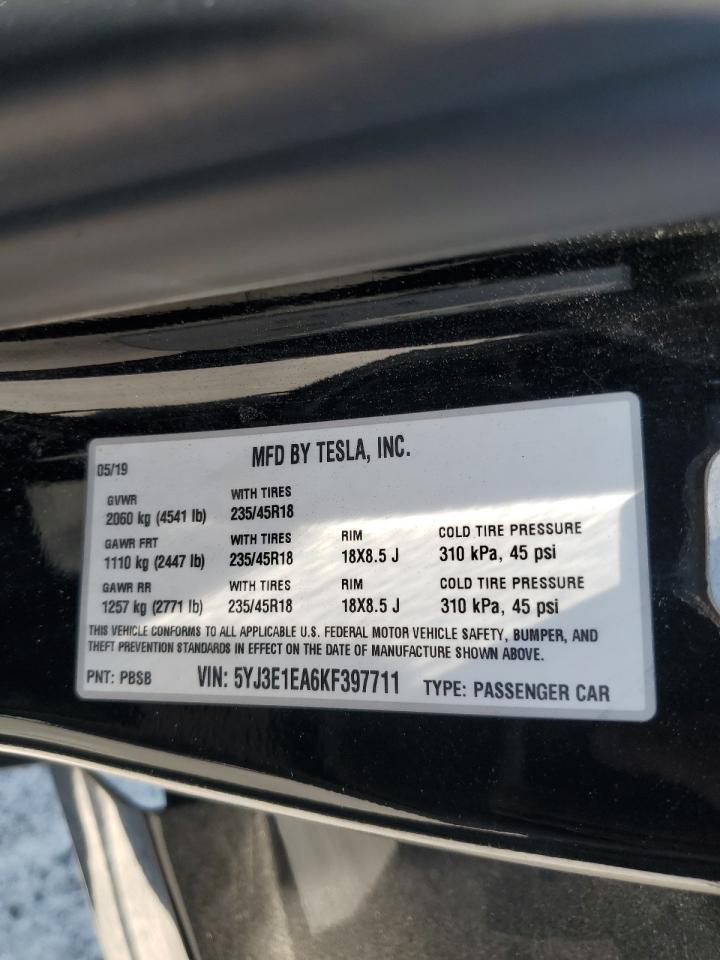 MFD BY TESLA, INC.
05/19
GVWR WITH TIRES
2060 kg (4541 lb) 235/45R18
GAWR FRT WITH TIRES RIM COLD TIRE PRESSURE
1110 kg (2447 lb) 235/45R18 18X8.5 J 310 kPa, 45 psi
GAWR RR WITH TIRES RIM COLD TIRE PRESSURE
1257 kg (2771 lb) 235/45R18 18X8.5 J 310 kPa, 45 psi
THIS VEHICLE CONFORMS TO ALL APPLICABLE U.S. FEDERAL MOTOR VEHICLE SAFETY, BUMPER, AND
THEFT PREVENTION STANDARDS IN EFFECT ON THE DATE OF MANUFACTURE SHOWN ABOVE.
PNT: PBSB VIN: 5YJ3E1EA6KF397711 TYPE: PASSENGER CAR